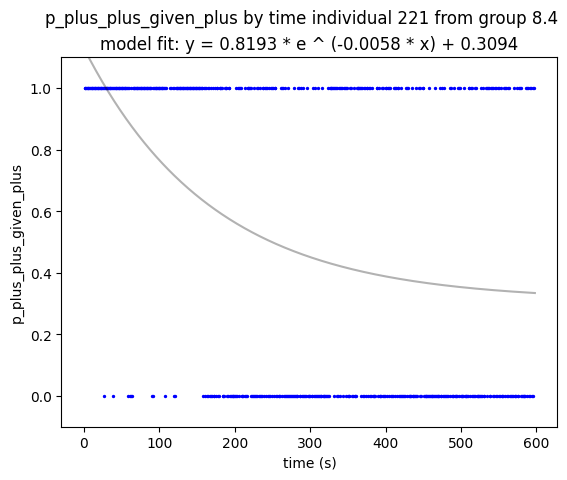 p_plus_plus_given_plus by time individual 221 from group 8.4
model fit: y = 0.8193 * e ^ (-0.0058 * x) + 0.3094
1.0
0.8
0.6
0.4
0.2
0.0
p_plus_plus_given_plus
0 100 200 300 400 500 600
time (s)